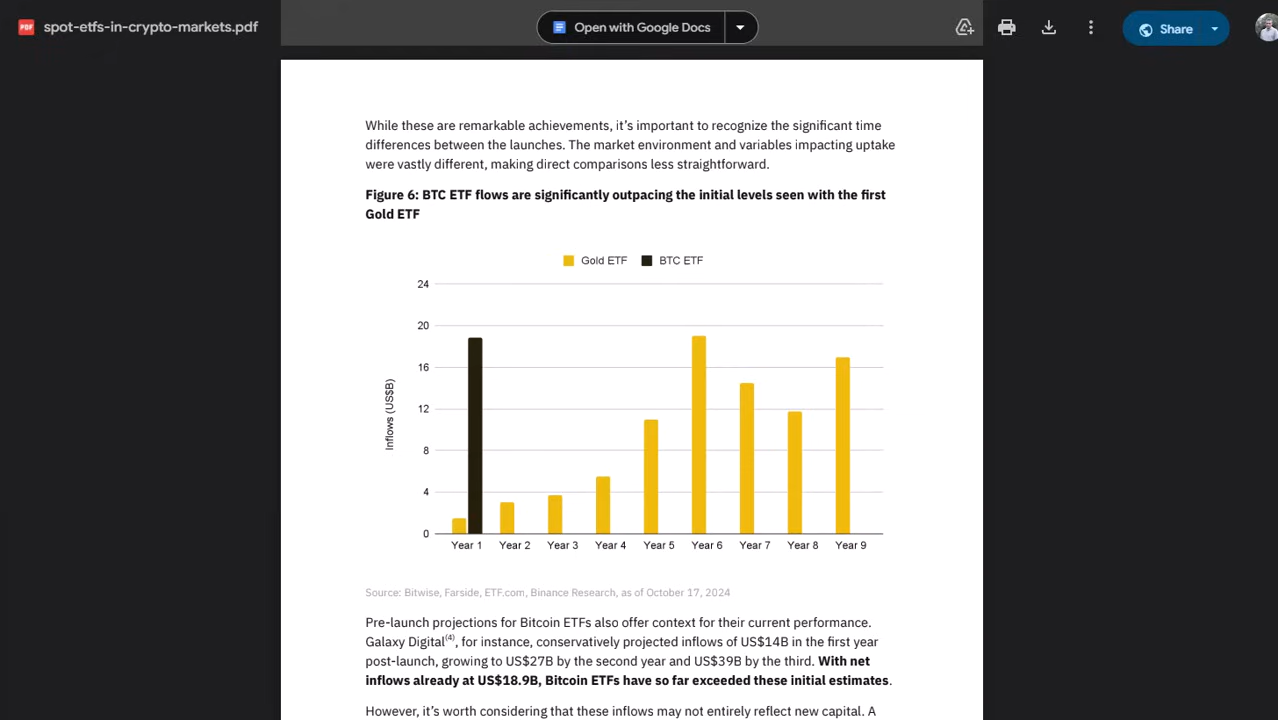 spot-etfs-in-crypto-markets.pdf
Open with Google Docs
Share
While these are remarkable achievements, it's important to recognize the significant time
differences between the launches. The market environment and variables impacting uptake
were vastly different, making direct comparisons less straightforward.
Figure 6: BTC ETF flows are significantly outpacing the initial levels seen with the first
Gold ETF
Gold ETF BTC ETF
24
20
16
12
8
4
0
Inflows (US$B)
Year 1 Year 2 Year 3 Year 4 Year 5 Year 6 Year 7 Year 8 Year 9
Source: Bitwise, Farside, ETF.com, Binance Research, as of October 17, 2024
Pre-launch projections for Bitcoin ETFs also offer context for their current performance.
Galaxy Digital(4), for instance, conservatively projected inflows of US$14B in the first year
post-launch, growing to US$27B by the second year and US$39B by the third. With net
inflows already at US$18.9B, Bitcoin ETFs have so far exceeded these initial estimates.
However, it's worth considering that these inflows may not entirely reflect new capital. A